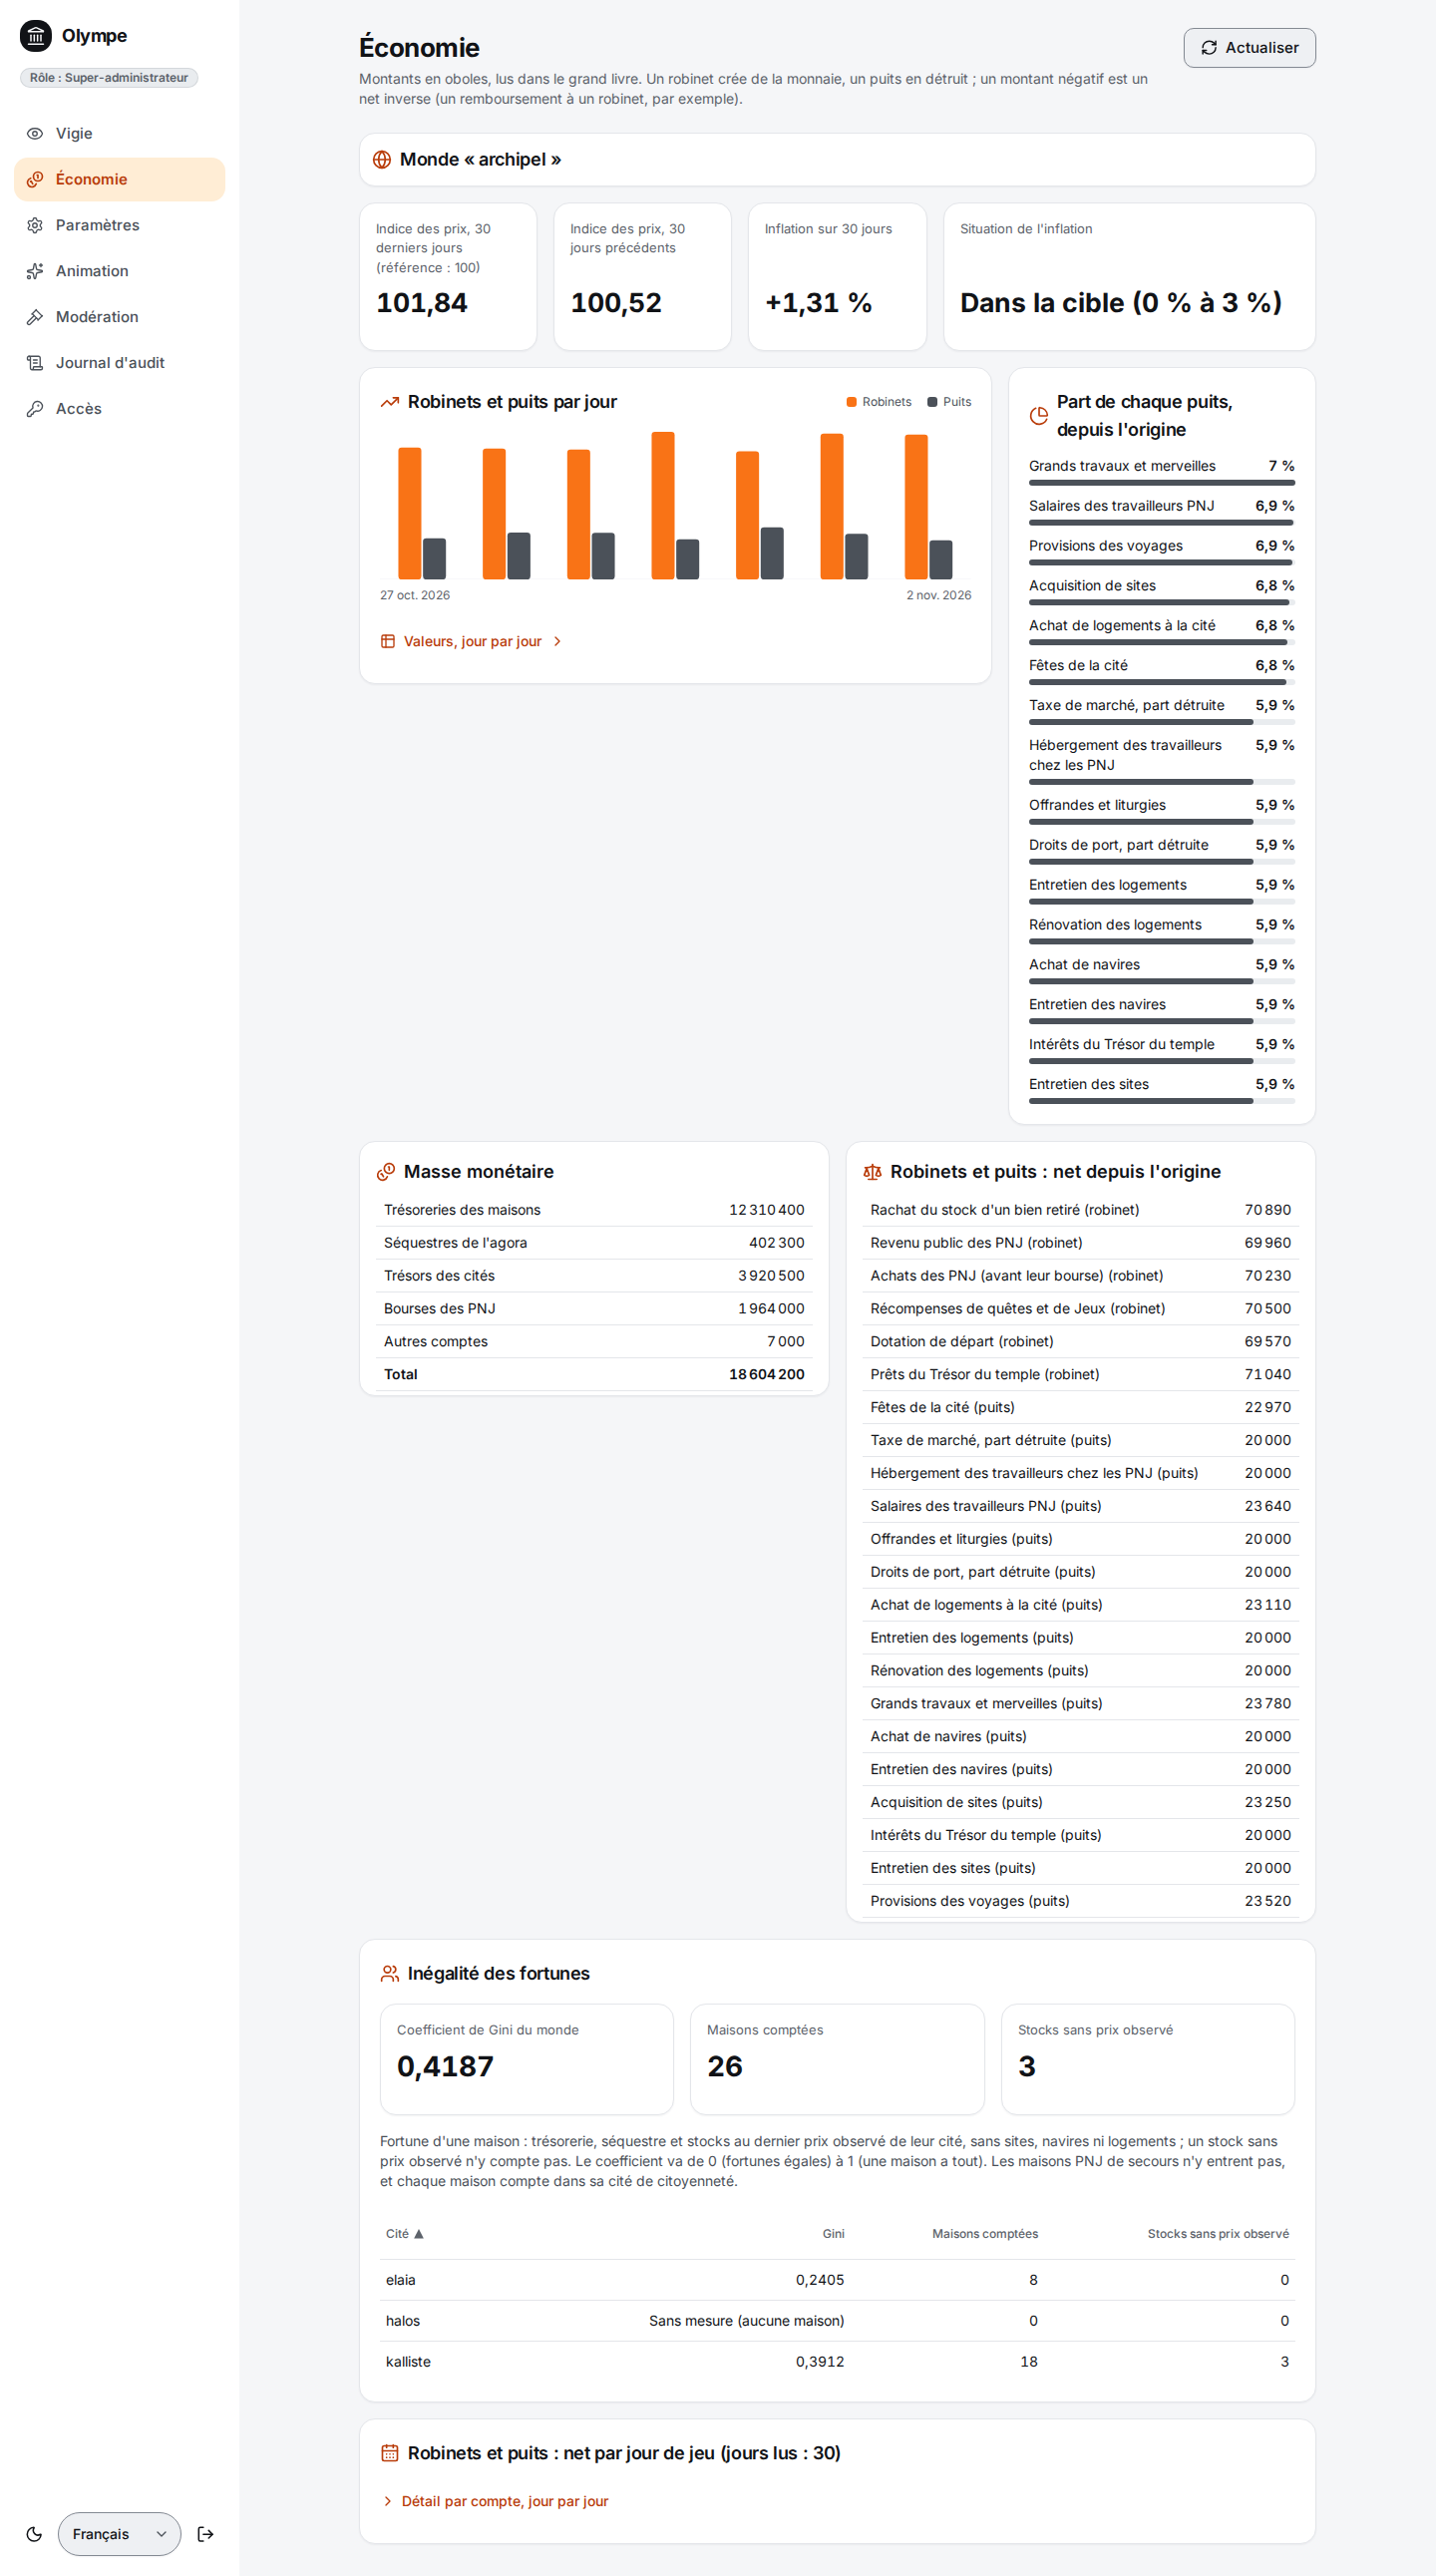 Olympe
Rôle : Super-administrateur
Vigie
Économie
Paramètres
Animation
Modération
Journal d'audit
Accès
Français
Économie
Actualiser
Montants en oboles, lus dans le grand livre. Un robinet crée de la monnaie, un puits en détruit ; un montant négatif est un
net inverse (un remboursement à un robinet, par exemple).
Monde « archipel »
Indice des prix, 30
derniers jours
(référence : 100)
101,84
Indice des prix, 30
jours précédents
100,52
Inflation sur 30 jours
+1,31 %
Situation de l'inflation
Dans la cible (0 % à 3 %)
Robinets et puits par jour
Robinets Puits
27 oct. 2026 2 nov. 2026
Valeurs, jour par jour
Part de chaque puits,
depuis l'origine
Grands travaux et merveilles 7 %
Salaires des travailleurs PNJ 6,9 %
Provisions des voyages 6,9 %
Acquisition de sites 6,8 %
Achat de logements à la cité 6,8 %
Fêtes de la cité 6,8 %
Taxe de marché, part détruite 5,9 %
Hébergement des travailleurs 5,9 %
chez les PNJ
Offrandes et liturgies 5,9 %
Droits de port, part détruite 5,9 %
Entretien des logements 5,9 %
Rénovation des logements 5,9 %
Achat de navires 5,9 %
Entretien des navires 5,9 %
Intérêts du Trésor du temple 5,9 %
Entretien des sites 5,9 %
Masse monétaire
Trésoreries des maisons 12 310 400
Séquestres de l'agora 402 300
Trésors des cités 3 920 500
Bourses des PNJ 1 964 000
Autres comptes 7 000
Total 18 604 200
Robinets et puits : net depuis l'origine
Rachat du stock d'un bien retiré (robinet) 70 890
Revenu public des PNJ (robinet) 69 960
Achats des PNJ (avant leur bourse) (robinet) 70 230
Récompenses de quêtes et de Jeux (robinet) 70 500
Dotation de départ (robinet) 69 570
Prêts du Trésor du temple (robinet) 71 040
Fêtes de la cité (puits) 22 970
Taxe de marché, part détruite (puits) 20 000
Hébergement des travailleurs chez les PNJ (puits) 20 000
Salaires des travailleurs PNJ (puits) 23 640
Offrandes et liturgies (puits) 20 000
Droits de port, part détruite (puits) 20 000
Achat de logements à la cité (puits) 23 110
Entretien des logements (puits) 20 000
Rénovation des logements (puits) 20 000
Grands travaux et merveilles (puits) 23 780
Achat de navires (puits) 20 000
Entretien des navires (puits) 20 000
Acquisition de sites (puits) 23 250
Intérêts du Trésor du temple (puits) 20 000
Entretien des sites (puits) 20 000
Provisions des voyages (puits) 23 520
Inégalité des fortunes
Coefficient de Gini du monde
0,4187
Maisons comptées
26
Stocks sans prix observé
3
Fortune d'une maison : trésorerie, séquestre et stocks au dernier prix observé de leur cité, sans sites, navires ni logements ; un stock sans
prix observé n'y compte pas. Le coefficient va de 0 (fortunes égales) à 1 (une maison a tout). Les maisons PNJ de secours n'y entrent pas,
et chaque maison compte dans sa cité de citoyenneté.
Cité ▲ Gini Maisons comptées Stocks sans prix observé
elaia 0,2405 8 0
halos Sans mesure (aucune maison) 0 0
kalliste 0,3912 18 3
Robinets et puits : net par jour de jeu (jours lus : 30)
Détail par compte, jour par jour